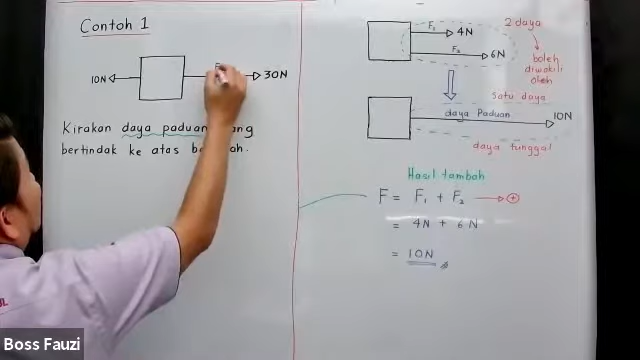 Contoh 1
10N
30N
Kirakan daya paduan yang
bertindak ke atas
F₁
4N
F₂
6N
2 daya
boleh
diwakili
oleh
satu daya
daya Paduan
10N
daya tunggal
Hasil tambah
F = F₁ + F₂ → +
= 4N + 6N
= 10N
Boss Fauzi